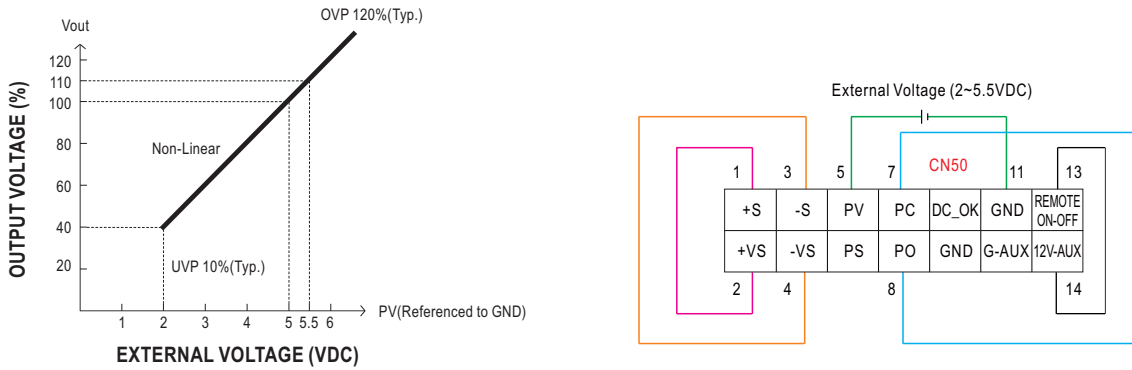 OVP 120%(Typ.)
Vout
120
110
100
80
60
40
20
Non-Linear
UVP 10%(Typ.)
1 2 3 4 5 5.5 6
PV(Referenced to GND)
OUTPUT VOLTAGE (%)
EXTERNAL VOLTAGE (VDC)
External Voltage (2~5.5VDC)
CN50
1 3 5 7 11 13
+S -S PV PC DC_OK GND REMOTE ON-OFF
+VS -VS PS PO GND G-AUX 12V-AUX
2 4 8 14